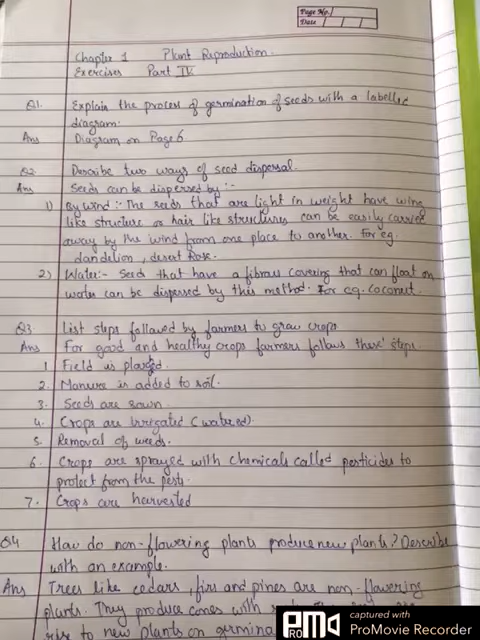 Page No.
Date
Chapter 1 Plant Reproduction.
Exercises Part IV
Q1. Explain the process of germination of seeds with a labelled
diagram.
Ans Diagram on Page 6
Q2 Describe two ways of seed dispersal.
Ans Seeds can be dispersed by :-
1) By wind :- The seeds that are light in weight have wing
like structure or hair like structures can be easily carried
away by the wind from one place to another. For eg.
dandelion, desert Rose.
2) Water:- Seed that have a fibrous covering that can float on
water can be dispersed by this method. For eg. coconut.
Q3 List steps followed by farmers to grow crops
Ans For good and healthy crops farmers follows these steps
1 Field is
2. Manure is added to soil.
3. Seeds are sown.
4. Crops are irrigated (watered).
5. Removal of weeds.
6. Crops are sprayed with chemicals called pesticides to
protect from the pests.
7. Crops are harvested
Q4 How do non-flowering plants produce new plants? Describe
with an example.
Ans Trees like cedars, firs and pines are non-flowering
plants. They produce cones with
rise to new plants on germina
PRO
captured with
ProMovie Recorder